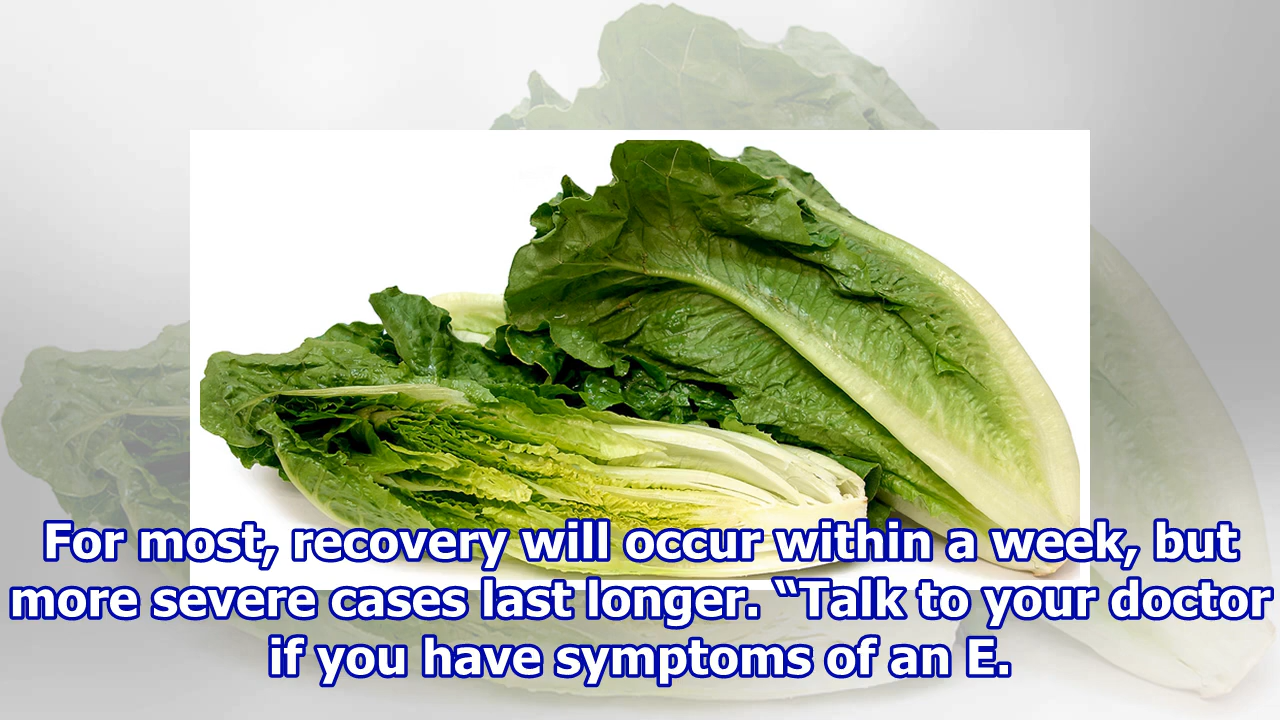 For most, recovery will occur within a week, but
more severe cases last longer. “Talk to your doctor
if you have symptoms of an E.